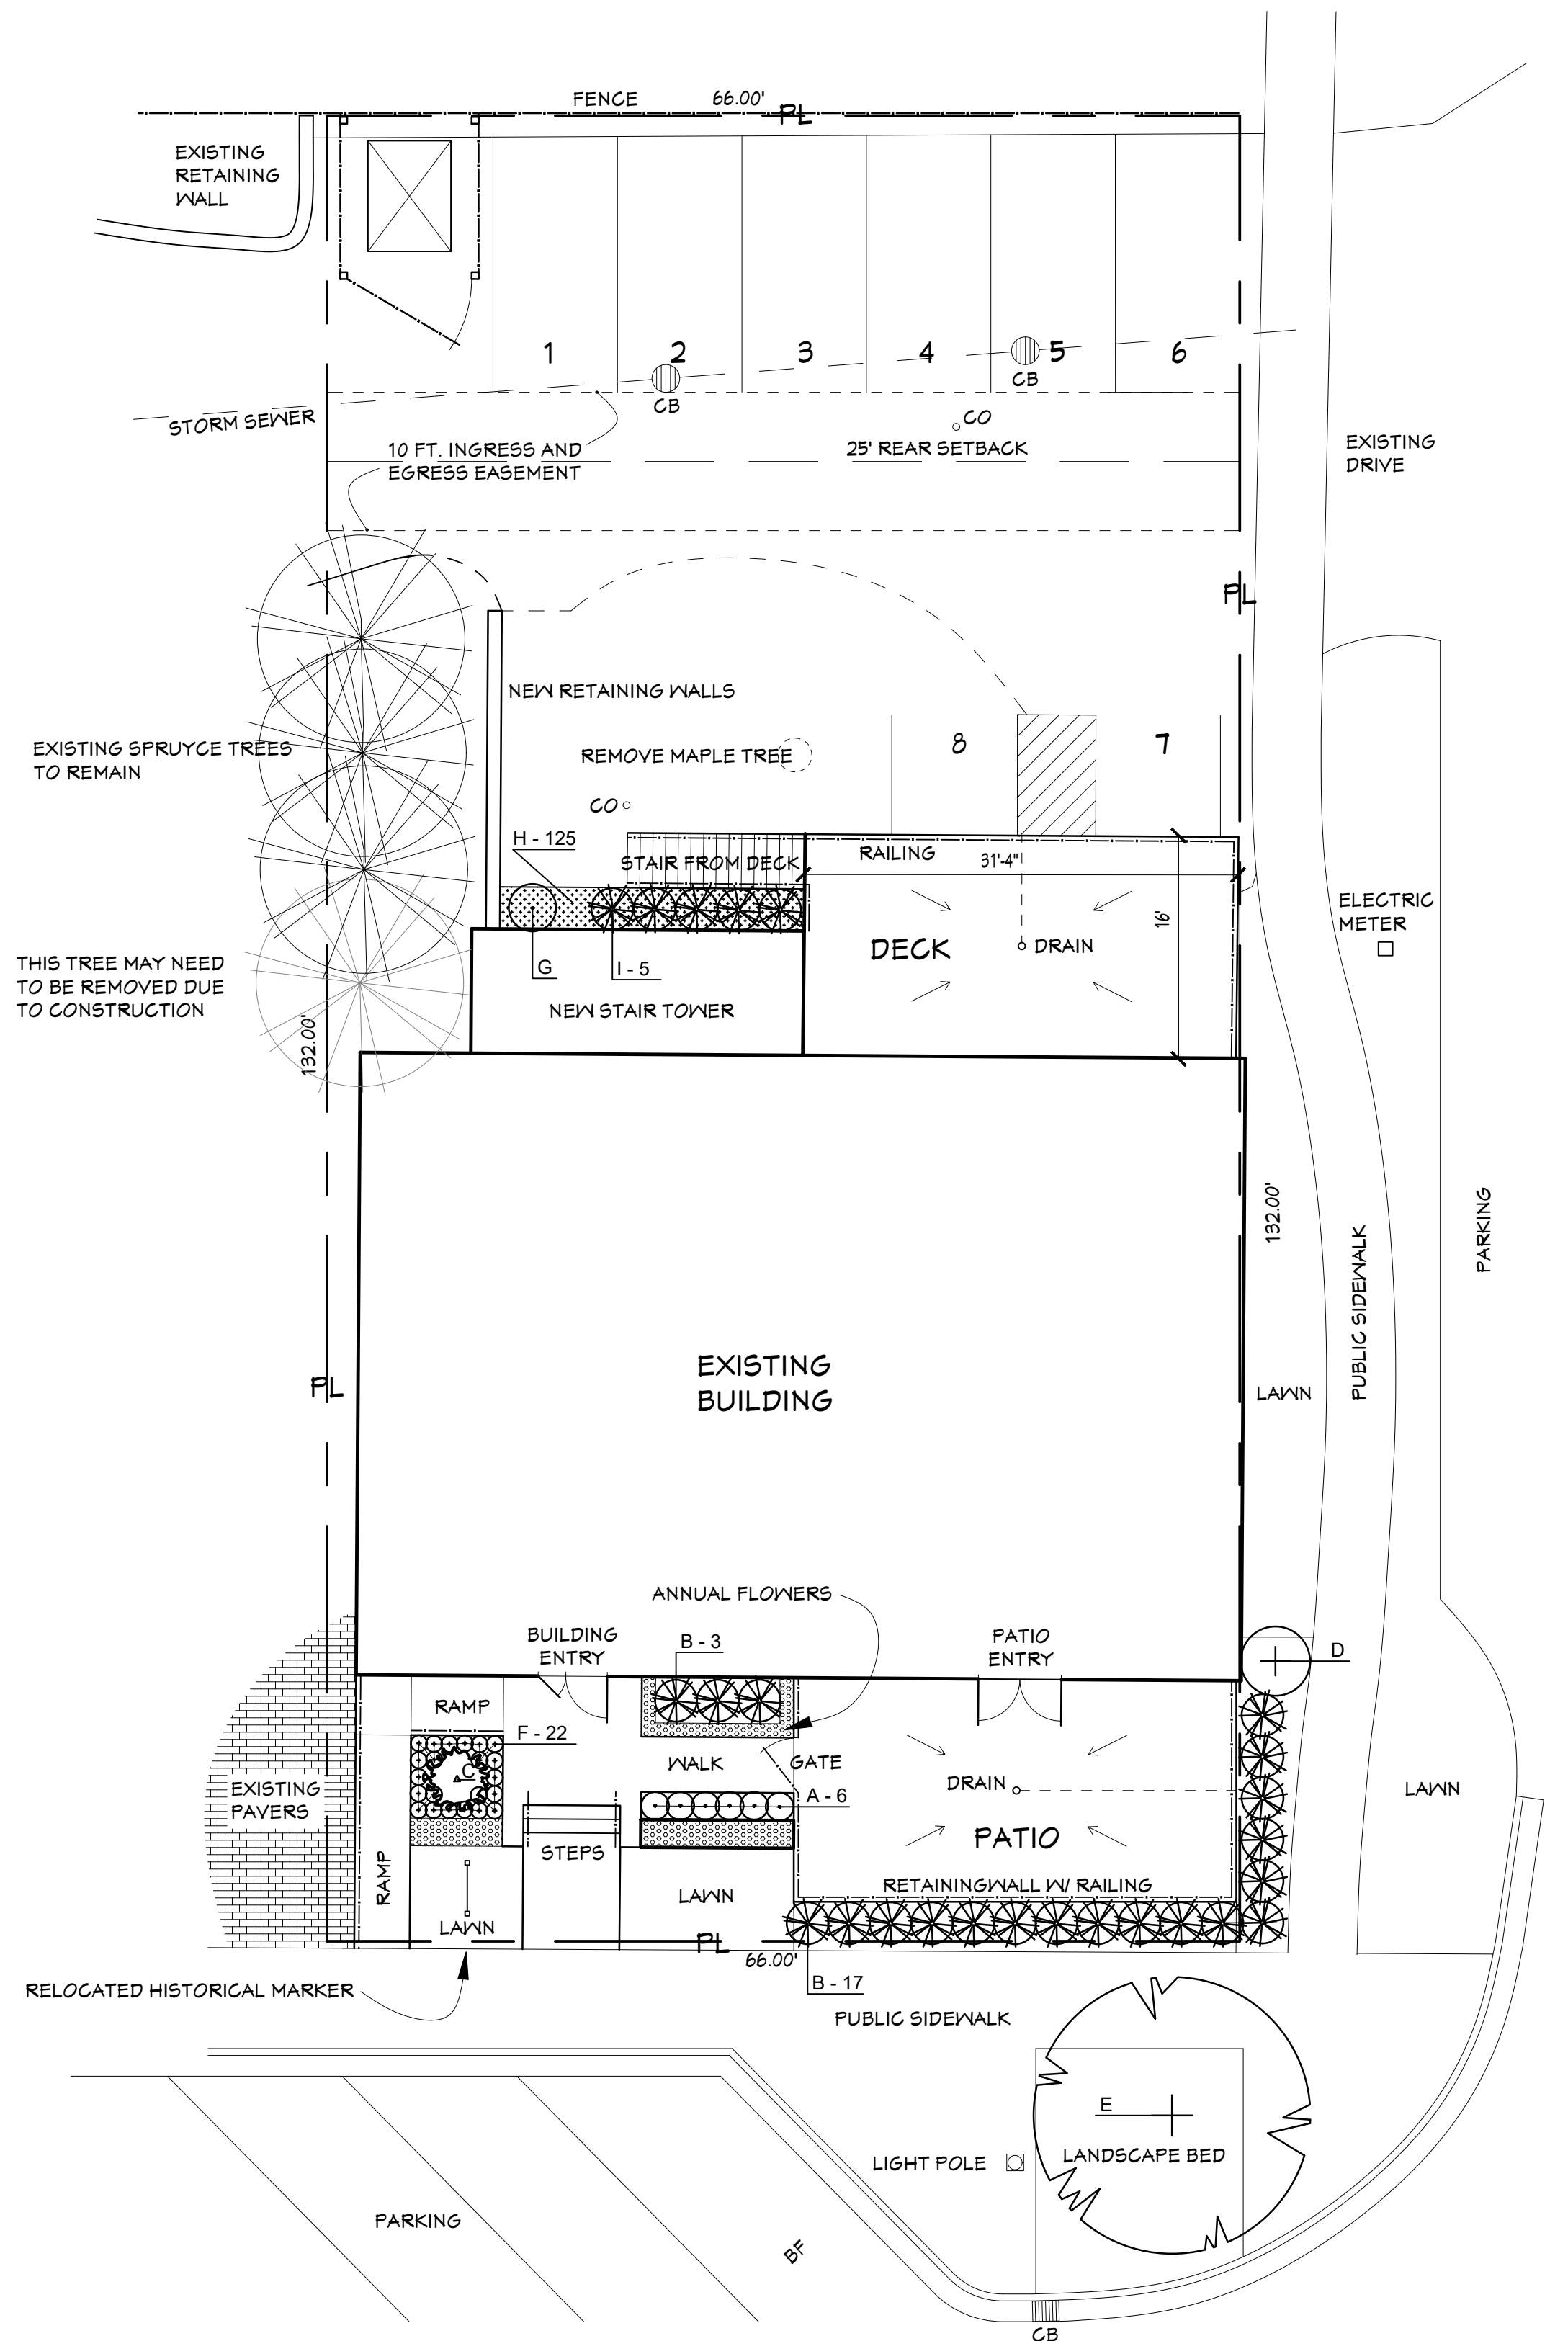 FENCE 66.00'
PL
EXISTING
RETAINING
WALL
1 2 3 4 5 6
CB
CB
STORM SEWER
CO
10 FT. INGRESS AND
EGRESS EASEMENT
25' REAR SETBACK
EXISTING
DRIVE
PL
NEW RETAINING WALLS
EXISTING SPRUYCE TREES
TO REMAIN
REMOVE MAPLE TREE
8
7
CO
H - 125
STAIR FROM DECK
RAILING
31'-4"
16'
ELECTRIC
METER
DECK
DRAIN
G
I - 5
THIS TREE MAY NEED
TO BE REMOVED DUE
TO CONSTRUCTION
NEW STAIR TOWER
132.00'
132.00'
PUBLIC SIDEWALK
PARKING
EXISTING
BUILDING
PL
LAWN
ANNUAL FLOWERS
BUILDING
ENTRY
B - 3
PATIO
ENTRY
D
RAMP
F - 22
WALK
GATE
C
EXISTING
PAVERS
A - 6
DRAIN
LAWN
PATIO
STEPS
RAMP
LAWN
RETAININGWALL W/ RAILING
LAWN
PL
66.00'
RELOCATED HISTORICAL MARKER
B - 17
PUBLIC SIDEWALK
E
LANDSCAPE BED
LIGHT POLE
PARKING
BF
CB